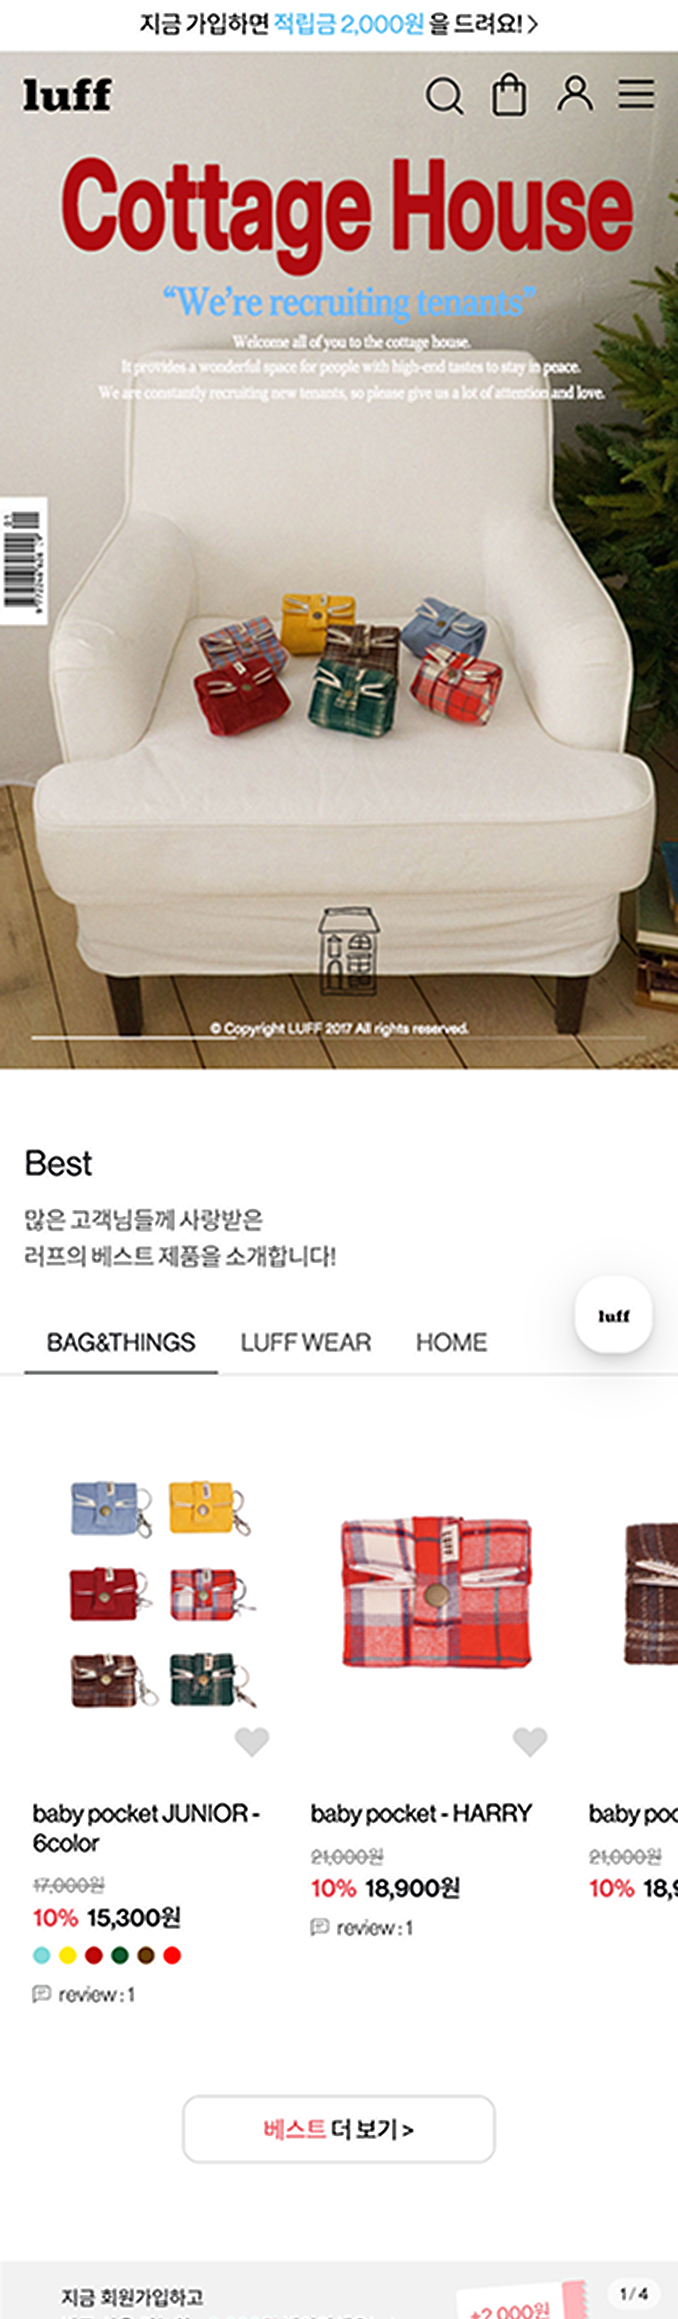 지금 가입하면 적립금 2,000원 을 드려요! >
luff
Cottage House
“We’re recruiting tenants”
Welcome all of you to the cottage house.
It provides a wonderful space for people with high-end tastes to stay in peace.
We are constantly recruiting new tenants, so please give us a lot of attention and love.
© Copyright LUFF 2017 All rights reserved.
Best
많은 고객님들께 사랑받은
러프의 베스트 제품을 소개합니다!
luff
BAG&THINGS LUFF WEAR HOME
LUFF
baby pocket JUNIOR -
6color
17,000원
10% 15,300원
review : 1
baby pocket - HARRY
21,000원
10% 18,900원
review : 1
21,000원
10%
베스트 더 보기 >
지금 회원가입하고
+2,000원
1 / 4